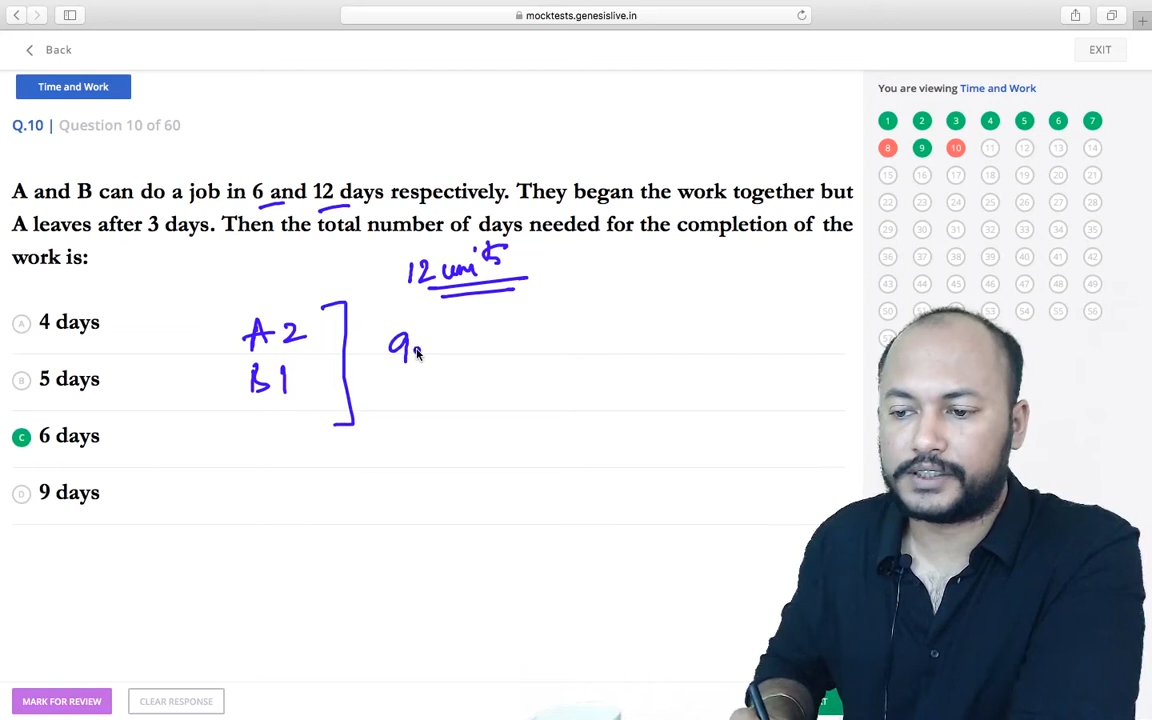 mocktests.genesislive.in
Back
EXIT
Time and Work
You are viewing Time and Work
Q.10 | Question 10 of 60
1 2 3 4 5 6 7
8 9 10 11 12 13 14
15 16 17 18 19 20 21
22 23 24 25 26 27 28
29 30 31 32 33 34 35
36 37 38 39 40 41 42
43 44 45 46 47 48 49
50 51 52 53 54 55 56
A and B can do a job in 6 and 12 days respectively. They began the work together but
A leaves after 3 days. Then the total number of days needed for the completion of the
work is:
12 units
A 4 days
B 5 days
C 6 days
D 9 days
A 2
B 1
9
MARK FOR REVIEW
CLEAR RESPONSE